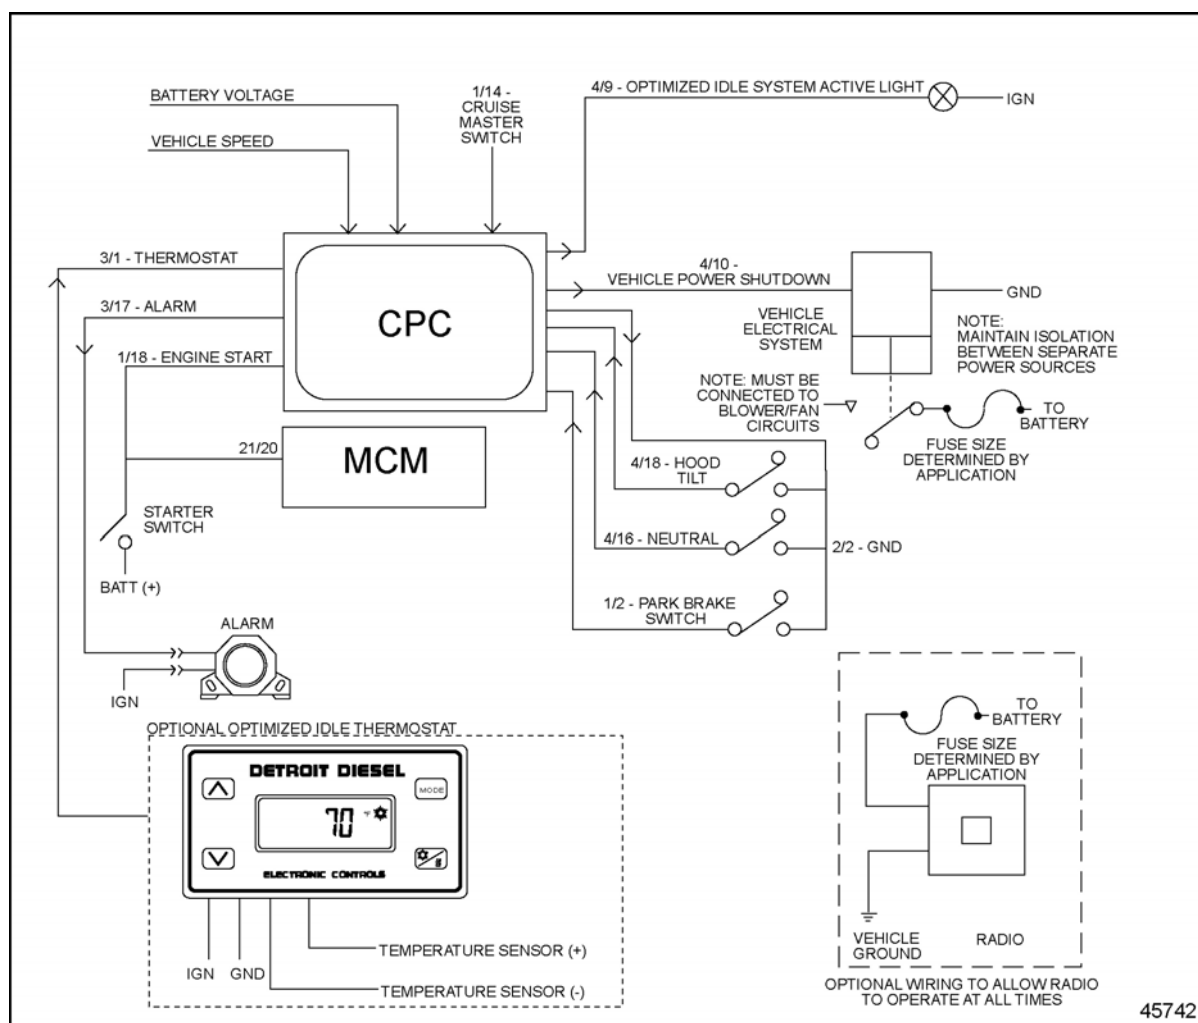 BATTERY VOLTAGE
VEHICLE SPEED
1/14 -
CRUISE
MASTER
SWITCH
4/9 - OPTIMIZED IDLE SYSTEM ACTIVE LIGHT
IGN
3/1 - THERMOSTAT
3/17 - ALARM
1/18 - ENGINE START
CPC
4/10 -
VEHICLE POWER SHUTDOWN
GND
VEHICLE
ELECTRICAL
SYSTEM
NOTE:
MAINTAIN ISOLATION
BETWEEN SEPARATE
POWER SOURCES
NOTE: MUST BE
CONNECTED TO
BLOWER/FAN
CIRCUITS
TO
BATTERY
FUSE SIZE
DETERMINED BY
APPLICATION
21/20
MCM
4/18 - HOOD
TILT
STARTER
SWITCH
4/16 - NEUTRAL
2/2 - GND
BATT (+)
1/2 - PARK BRAKE
SWITCH
ALARM
IGN
OPTIONAL OPTIMIZED IDLE THERMOSTAT
DETROIT DIESEL
MODE
70 °F
ELECTRONIC CONTROLS
IGN
GND
TEMPERATURE SENSOR (+)
TEMPERATURE SENSOR (-)
TO
BATTERY
FUSE SIZE
DETERMINED BY
APPLICATION
VEHICLE
GROUND
RADIO
OPTIONAL WIRING TO ALLOW RADIO
TO OPERATE AT ALL TIMES
45742